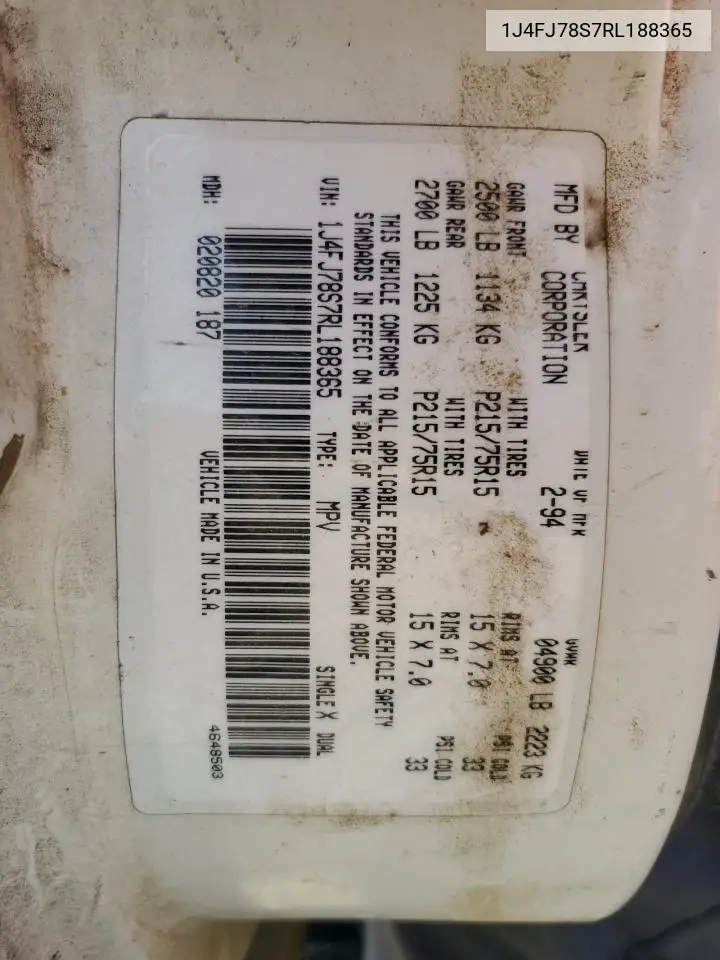 1J4FJ78S7RL188365
MFD BY CHRYSLER CORPORATION
DATE OF MFR 2-94
GVWR 04900 LB 2223 KG
GAWR FRONT WITH TIRES RIMS AT PSI COLD
2500 LB 1134 KG P215/75R15 15 X 7.0 33
GAWR REAR WITH TIRES RIMS AT PSI COLD
2700 LB 1225 KG P215/75R15 15 X 7.0 33
THIS VEHICLE CONFORMS TO ALL APPLICABLE FEDERAL MOTOR VEHICLE SAFETY
STANDARDS IN EFFECT ON THE DATE OF MANUFACTURE SHOWN ABOVE.
VIN: 1J4FJ78S7RL188365 TYPE: MPV SINGLE X DUAL
MDH: 020820 187 VEHICLE MADE IN U.S.A. 4648503